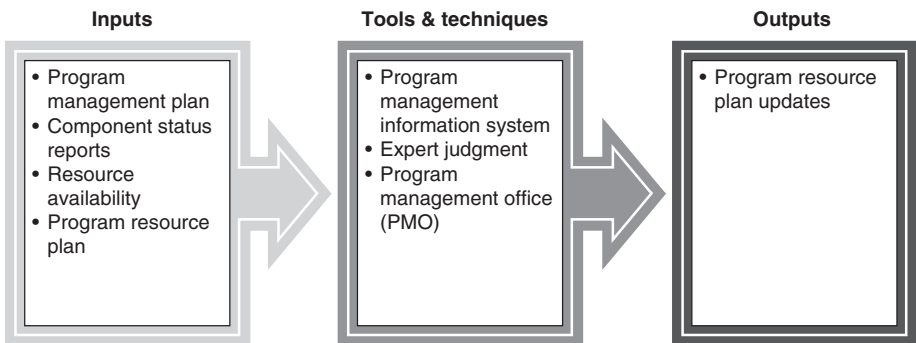 Inputs
• Program
management plan
• Component status
reports
• Resource
availability
• Program resource
plan
Tools & techniques
• Program
management
information system
• Expert judgment
• Program
management office
(PMO)
Outputs
• Program resource
plan updates